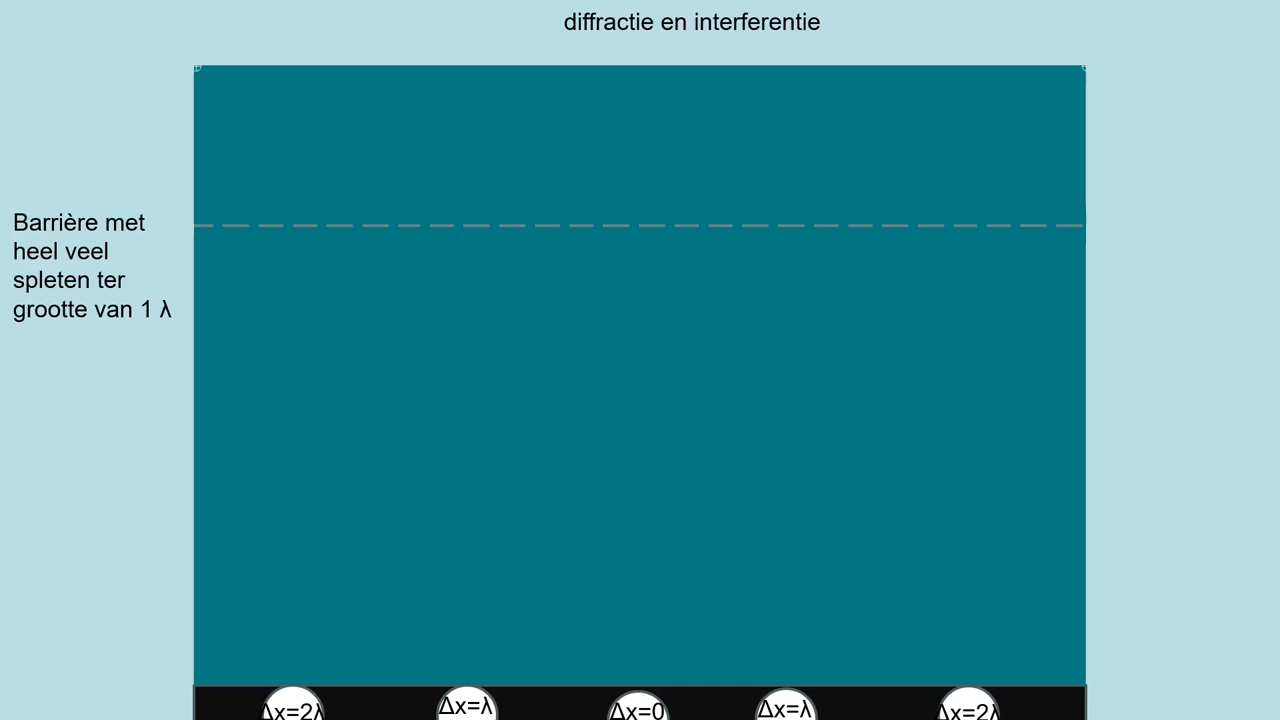 diffractie en interferentie
Barrière met
heel veel
spleten ter
grootte van 1 λ
Δx=2λ
Δx=λ
Δx=0
Δx=λ
Δx=2λ